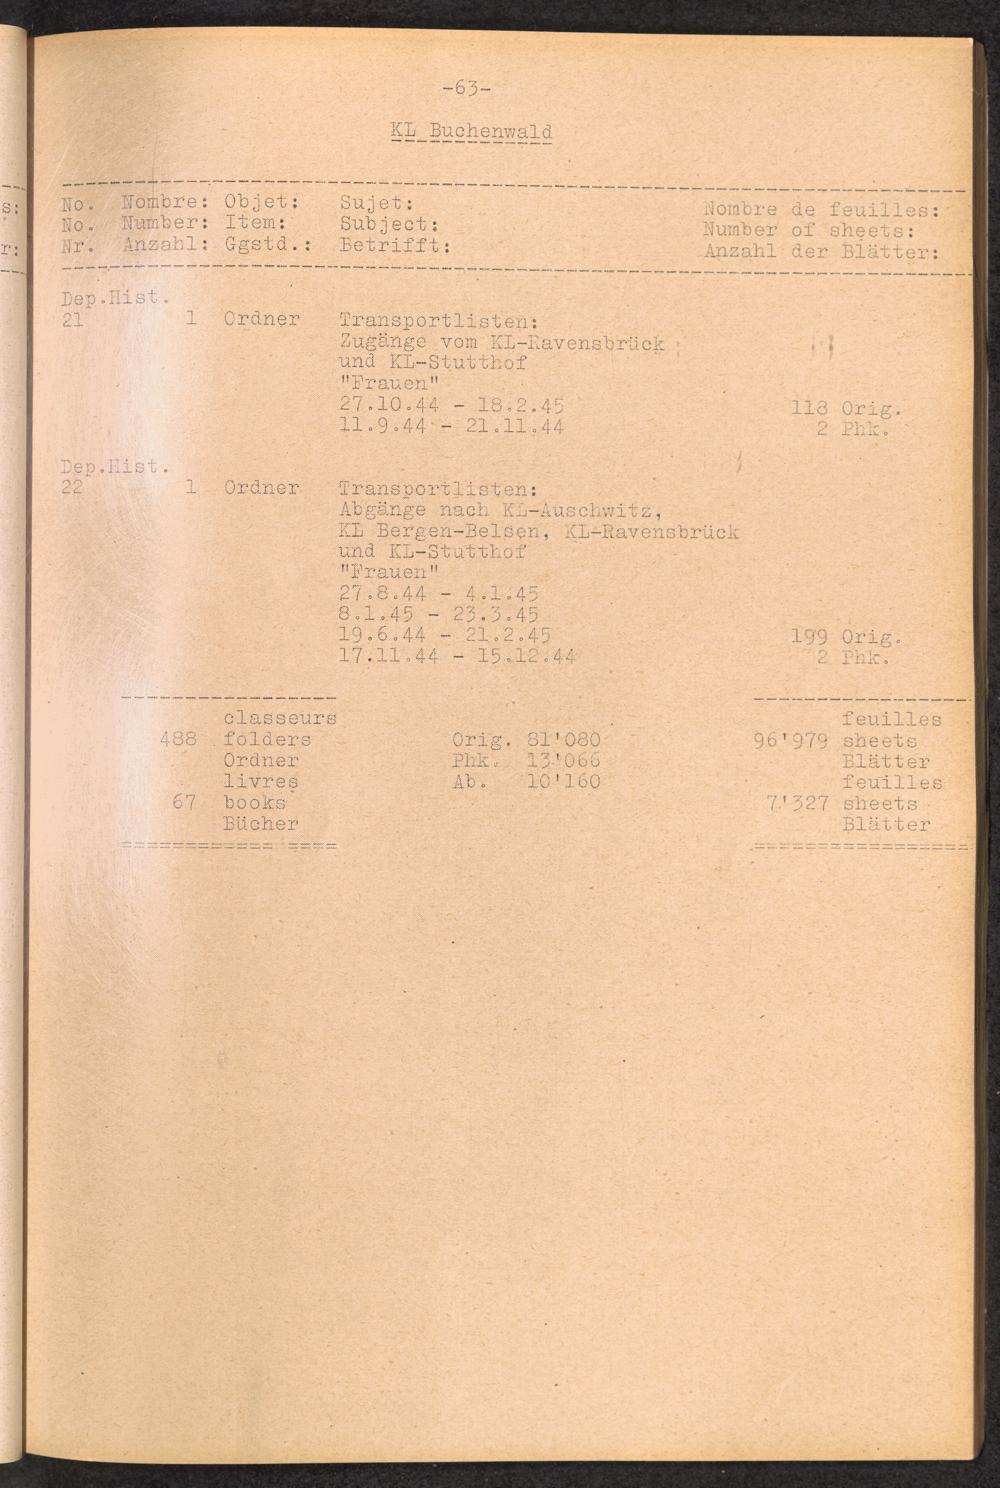 -63-
KL Buchenwald
No. Nombre: Objet: Sujet: Nombre de feuilles:
No. Number: Item: Subject: Number of sheets:
Nr. Anzahl: Ggstd.: Betrifft: Anzahl der Blätter:
Dep.Hist.
21 1 Ordner Transportlisten:
Zugänge vom KL-Ravensbrück
und KL-Stutthof
"Frauen"
27.10.44 - 18.2.45 118 Orig.
11.9.44 - 21.11.44 2 Phk.
Dep.Hist.
22 1 Ordner Transportlisten:
Abgänge nach KL-Auschwitz,
KL Bergen-Belsen, KL-Ravensbrück
und KL-Stutthof
"Frauen"
27.8.44 - 4.1.45
8.1.45 - 23.3.45
19.6.44 - 21.2.45 199 Orig.
17.11.44 - 15.12.44 2 Phk.
classeurs feuilles
488 folders Orig. 81'080 96'979 sheets
Ordner Phk. 13'066 Blätter
livres Ab. 10'160 feuilles
67 books 7'327 sheets
Bücher Blätter
s:
r: